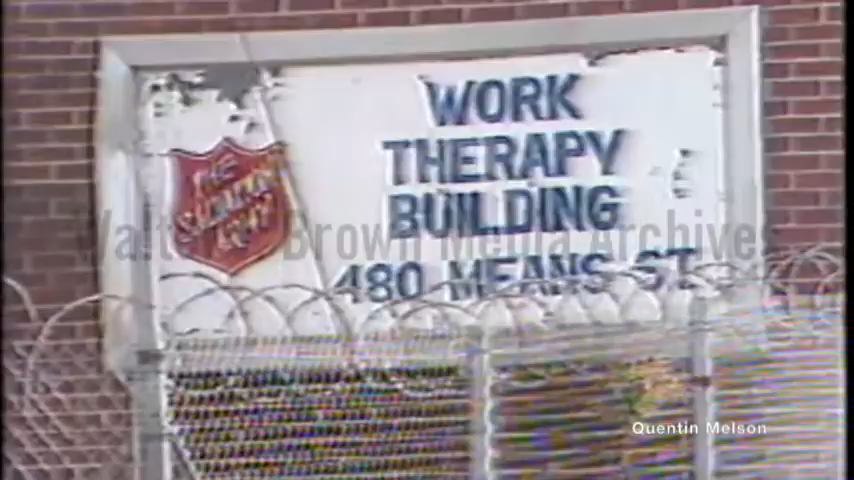 WORK
THERAPY
BUILDING
480 MEANS ST.
THE
SALVATION
ARMY
Walter J. Brown Media Archives
Quentin Melson